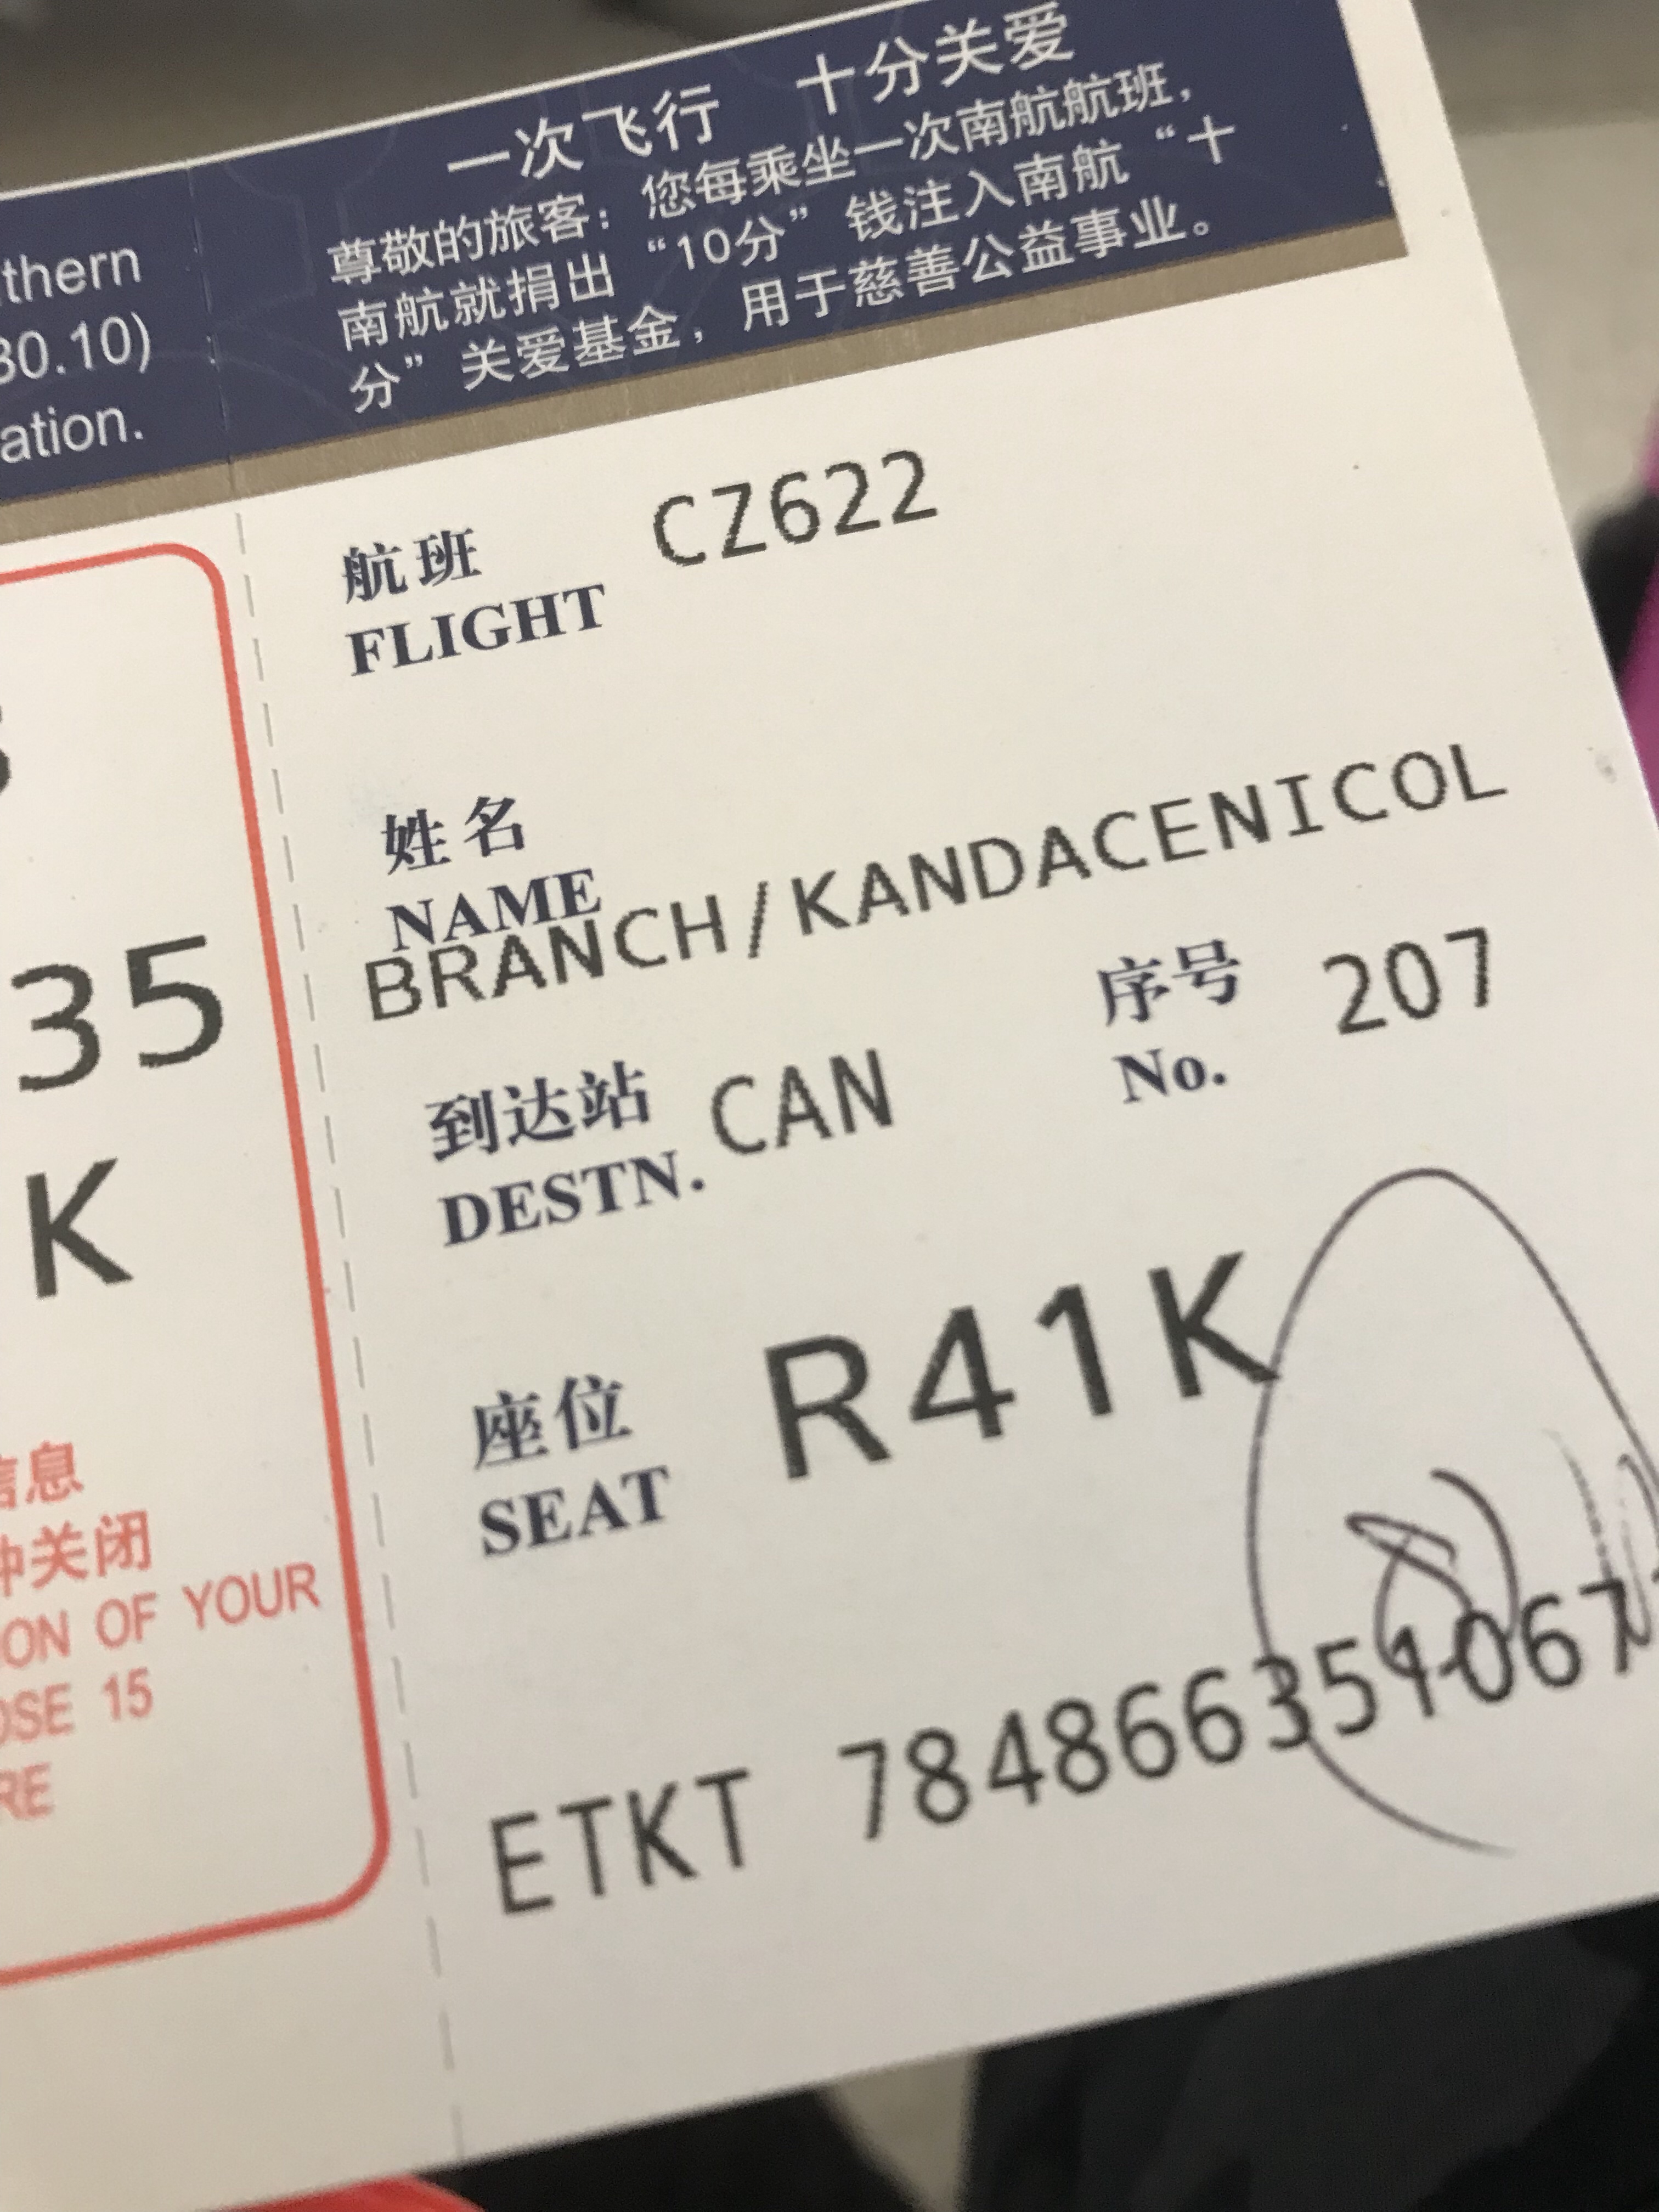 thern
30.10)
ation.
一次飞行 十分关爱
尊敬的旅客：您每乘坐一次南航航班，
南航就捐出“10分”钱注入南航“十
分”关爱基金，用于慈善公益事业。
35
K
信息
钟关闭
ON OF YOUR
OSE 15
RE
航班 CZ622
FLIGHT
姓名
NAME
BRANCH/KANDACENICOL
到达站 CAN 序号 207
DESTN. No.
座位 R41K
SEAT
ETKT